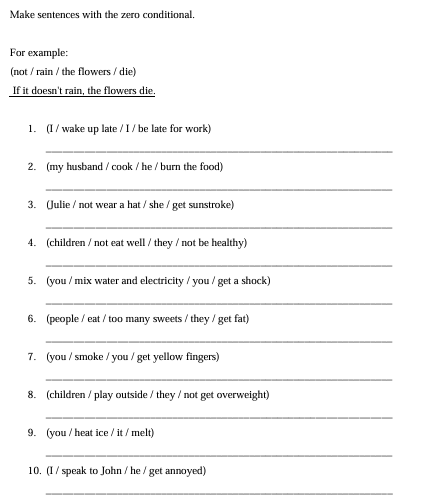 Make sentences with the zero conditional.
For example:
(not / rain / the flowers / die)
If it doesn't rain, the flowers die.
1. (I / wake up late / I / be late for work)
2. (my husband / cook / he / burn the food)
3. (Julie / not wear a hat / she / get sunstroke)
4. (children / not eat well / they / not be healthy)
5. (you / mix water and electricity / you / get a shock)
6. (people / eat / too many sweets / they / get fat)
7. (you / smoke / you / get yellow fingers)
8. (children / play outside / they / not get overweight)
9. (you / heat ice / it / melt)
10. (I / speak to John / he / get annoyed)